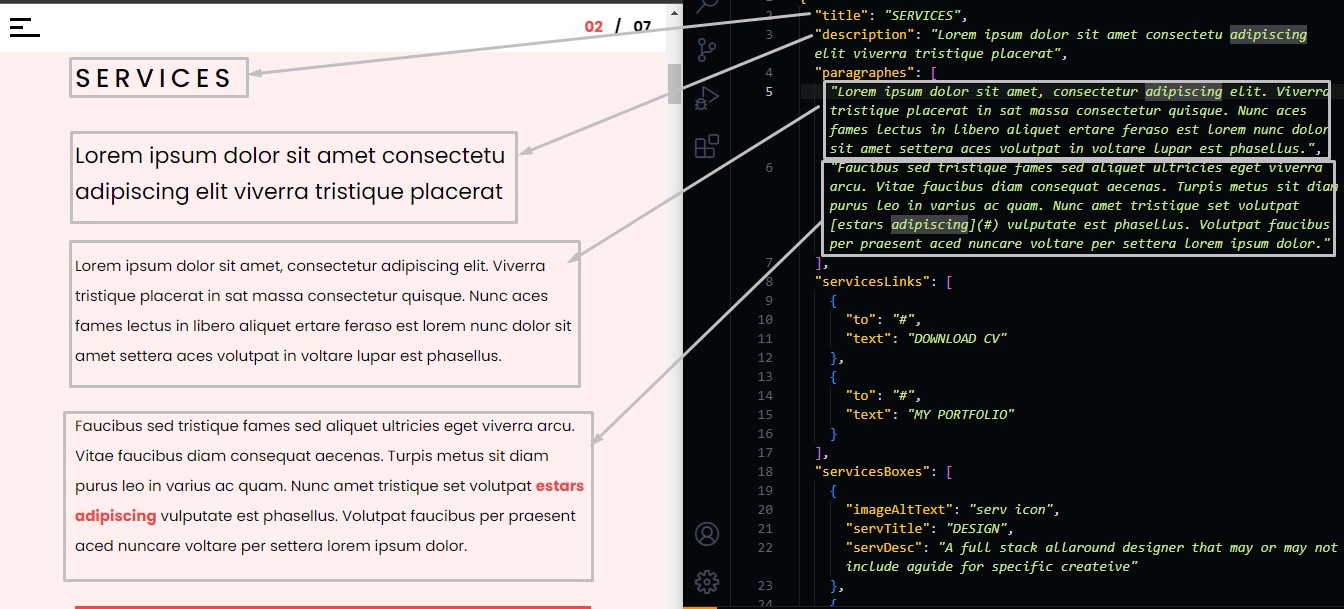 02 / 07
SERVICES
Lorem ipsum dolor sit amet consectetu
adipiscing elit viverra tristique placerat
Lorem ipsum dolor sit amet, consectetur adipiscing elit. Viverra
tristique placerat in sat massa consectetur quisque. Nunc aces
fames lectus in libero aliquet ertare feraso est lorem nunc dolor sit
amet settera aces volutpat in voltare lupar est phasellus.
Faucibus sed tristique fames sed aliquet ultricies eget viverra arcu.
Vitae faucibus diam consequat aecenas. Turpis metus sit diam
purus leo in varius ac quam. Nunc amet tristique set volutpat estars
adipiscing vulputate est phasellus. Volutpat faucibus per praesent
aced nuncare voltare per settera lorem ipsum dolor.
2 "title": "SERVICES",
3 "description": "Lorem ipsum dolor sit amet consectetu adipiscing
elit viverra tristique placerat",
4 "paragraphes": [
5 "Lorem ipsum dolor sit amet, consectetur adipiscing elit. Viverra
tristique placerat in sat massa consectetur quisque. Nunc aces
fames lectus in libero aliquet ertare feraso est lorem nunc dolor
sit amet settera aces volutpat in voltare lupar est phasellus.",
6 "Faucibus sed tristique fames sed aliquet ultricies eget viverra
arcu. Vitae faucibus diam consequat aecenas. Turpis metus sit diam
purus leo in varius ac quam. Nunc amet tristique set volutpat
[estars adipiscing](#) vulputate est phasellus. Volutpat faucibus
per praesent aced nuncare voltare per settera lorem ipsum dolor."
7 ],
8 "servicesLinks": [
9 {
10 "to": "#",
11 "text": "DOWNLOAD CV"
12 },
13 {
14 "to": "#",
15 "text": "MY PORTFOLIO"
16 }
17 ],
18 "servicesBoxes": [
19 {
20 "imageAltText": "serv icon",
21 "servTitle": "DESIGN",
22 "servDesc": "A full stack allaround designer that may or may not
include aguide for specific createive"
23 },
24 {